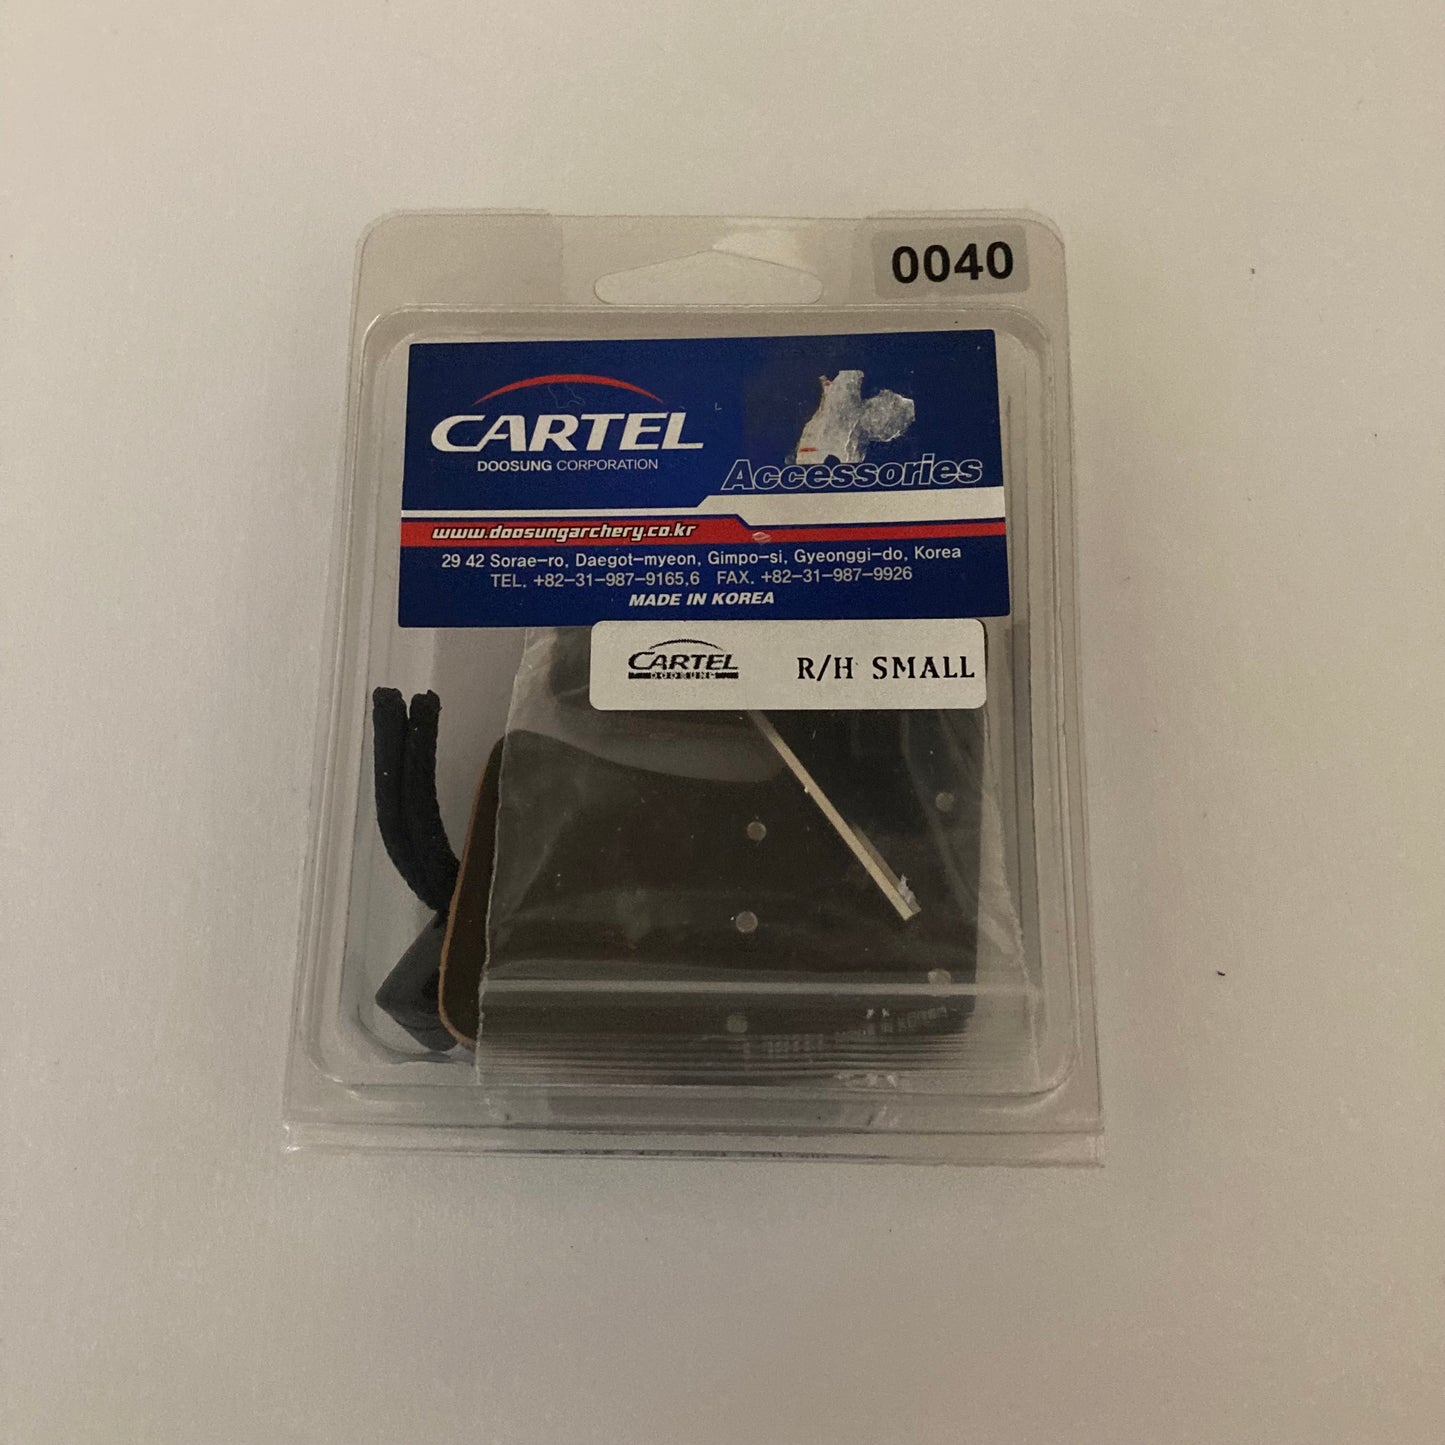 0040
CARTEL
DOOSUNG CORPORATION
Accessories
www.doosungarchery.co.kr
29 42 Sorae-ro, Daegot-myeon, Gimpo-si, Gyeonggi-do, Korea
TEL. +82-31-987-9165,6 FAX. +82-31-987-9926
MADE IN KOREA
CARTEL R/H SMALL
DOOSUNG